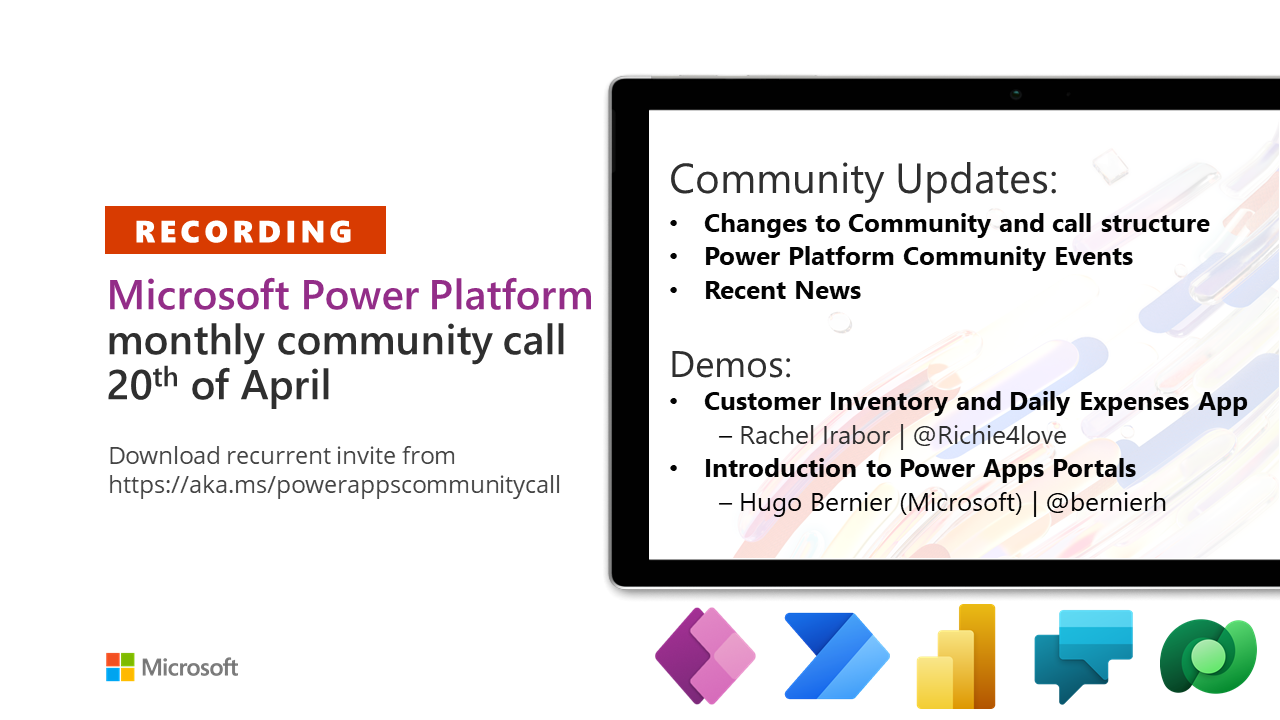 RECORDING
Microsoft Power Platform
monthly community call
20th of April
Download recurrent invite from
https://aka.ms/powerappscommunitycall
Microsoft
Community Updates:
• Changes to Community and call structure
• Power Platform Community Events
• Recent News
Demos:
• Customer Inventory and Daily Expenses App
– Rachel Irabor | @Richie4love
• Introduction to Power Apps Portals
– Hugo Bernier (Microsoft) | @bernierh